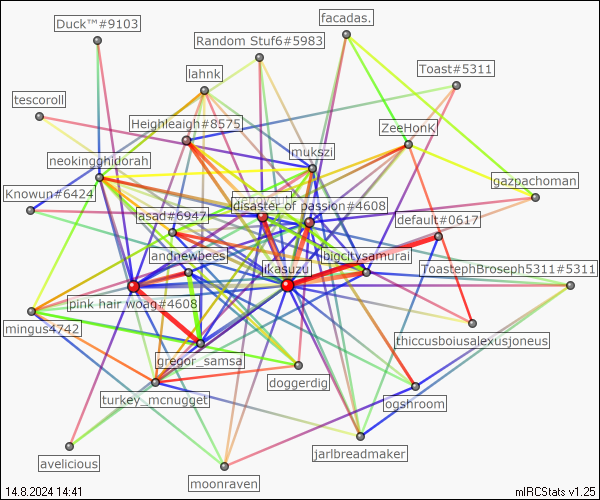 facadas.
Duck™#9103
Random Stuf6#5983
Toast#5311
lahnk
tescoroll
Heighleigh#8575
ZeeHonK
mukszi
neokingghidorah
gazpachoman
Knowun#6424
disaster of passion#4608
asad#6947
default#0617
andnewbees
bigcitysamurai
ikasuzu
ToastephBroseph5311#5311
pink hair woag#4608
mingus4742
thiccusboiusalexusjoneus
gregor_samsa
doggerdig
turkey_mcnugget
ogshroom
jarlbreadmaker
avelicious
moonraven
14.8.2024 14:41
mIRCStats v1.25